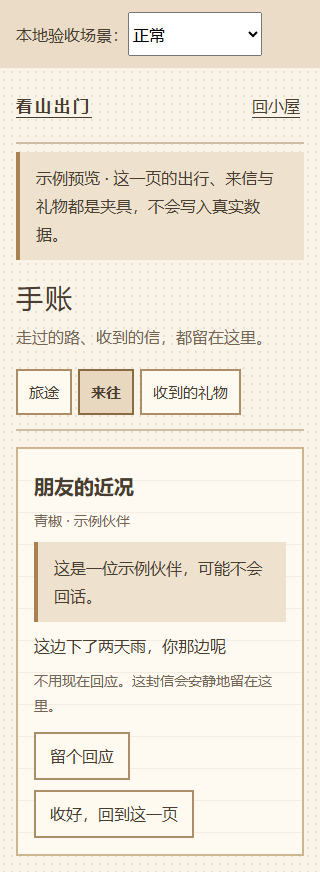 本地验收场景： 正常
看山出门 回小屋
示例预览 · 这一页的出行、来信与
礼物都是夹具，不会写入真实数
据。
手账
走过的路、收到的信，都留在这里。
旅途 来往 收到的礼物
朋友的近况
青椒 · 示例伙伴
这是一位示例伙伴，可能不会
回话。
这边下了两天雨，你那边呢
不用现在回应。这封信会安静地留在这
里。
留个回应
收好，回到这一页